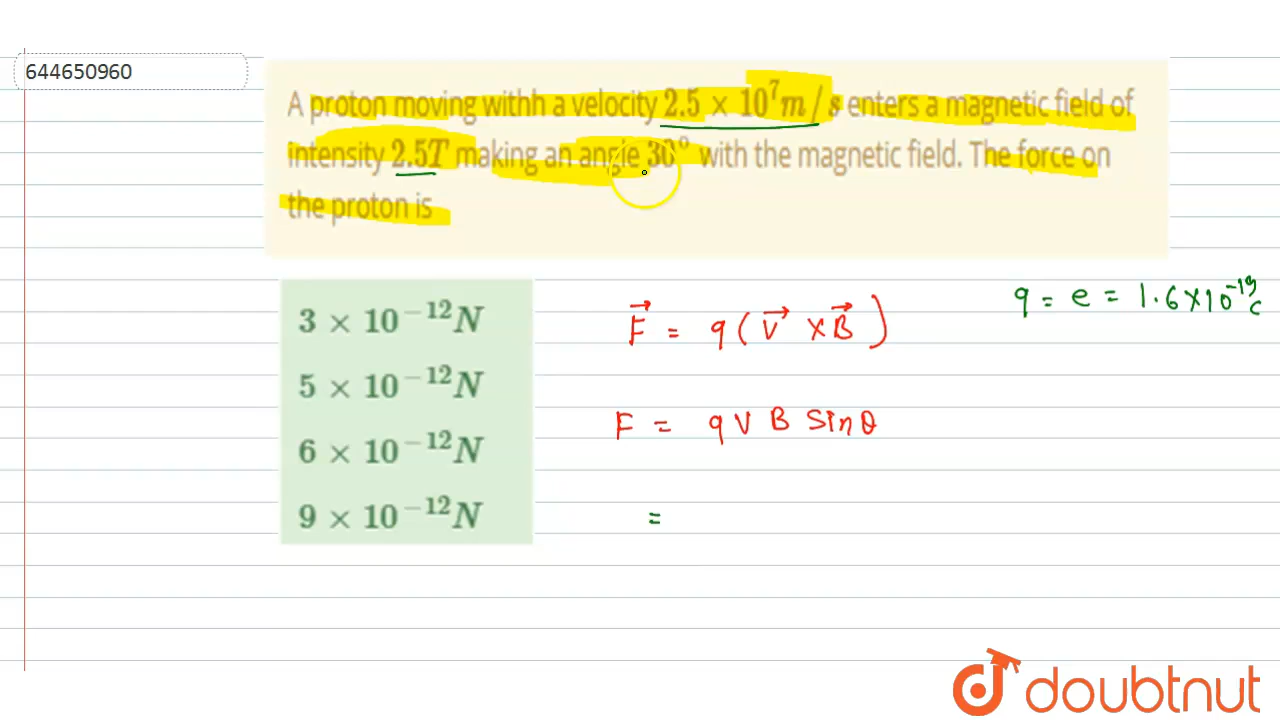 644650960
A proton moving withh a velocity 2.5 × 10⁷ m / s enters a magnetic field of
intensity 2.5T making an angle 30° with the magnetic field. The force on
the proton is
3 × 10⁻¹² N
5 × 10⁻¹² N
6 × 10⁻¹² N
9 × 10⁻¹² N
F⃗ = q ( V⃗ × B⃗ )
q = e = 1.6 × 10⁻¹⁹ C
F = q V B Sin θ
=
doubtnut